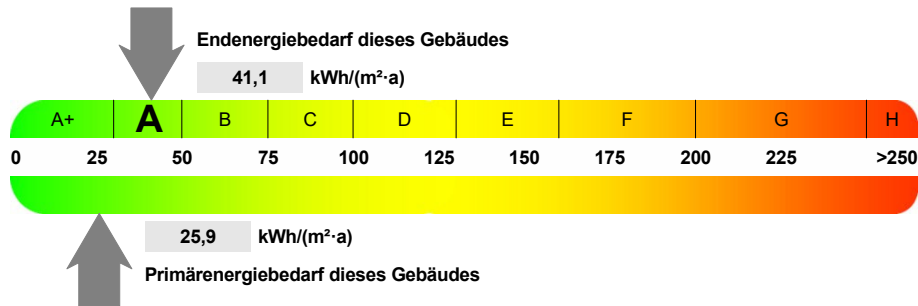 Endenergiebedarf dieses Gebäudes
41,1 kWh/(m²·a)
A+ A B C D E F G H
0 25 50 75 100 125 150 175 200 225 >250
25,9 kWh/(m²·a)
Primärenergiebedarf dieses Gebäudes